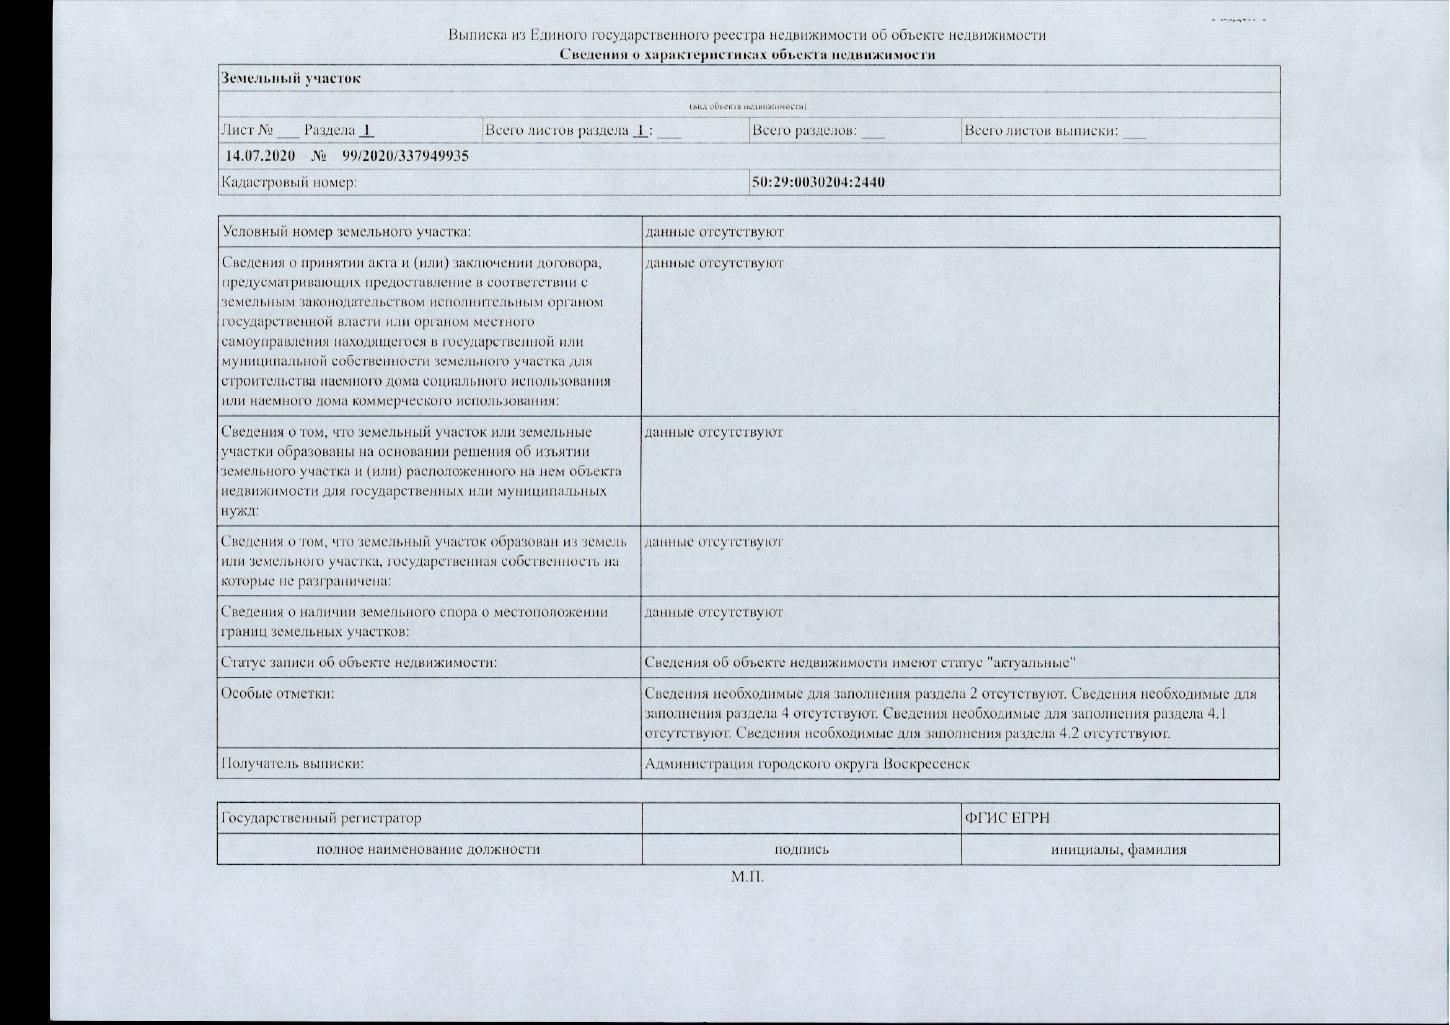 Выписка из Единого государственного реестра недвижимости об объекте недвижимости
Сведения о характеристиках объекта недвижимости
Земельный участок
(вид объекта недвижимости)
Лист № ___ Раздела 1 Всего листов раздела 1 : ___ Всего разделов: ___ Всего листов выписки: ___
14.07.2020 № 99/2020/337949935
Кадастровый номер: 50:29:0030204:2440
Условный номер земельного участка: данные отсутствуют
Сведения о принятии акта и (или) заключении договора, данные отсутствуют
предусматривающих предоставление в соответствии с
земельным законодательством исполнительным органом
государственной власти или органом местного
самоуправления находящегося в государственной или
муниципальной собственности земельного участка для
строительства наемного дома социального использования
или наемного дома коммерческого использования:
Сведения о том, что земельный участок или земельные данные отсутствуют
участки образованы на основании решения об изъятии
земельного участка и (или) расположенного на нем объекта
недвижимости для государственных или муниципальных
нужд:
Сведения о том, что земельный участок образован из земель данные отсутствуют
или земельного участка, государственная собственность на
которые не разграничена:
Сведения о наличии земельного спора о местоположении данные отсутствуют
границ земельных участков:
Статус записи об объекте недвижимости: Сведения об объекте недвижимости имеют статус "актуальные"
Особые отметки: Сведения необходимые для заполнения раздела 2 отсутствуют. Сведения необходимые для
заполнения раздела 4 отсутствуют. Сведения необходимые для заполнения раздела 4.1
отсутствуют. Сведения необходимые для заполнения раздела 4.2 отсутствуют.
Получатель выписки: Администрация городского округа Воскресенск
Государственный регистратор ФГИС ЕГРН
полное наименование должности подпись инициалы, фамилия
М.П.